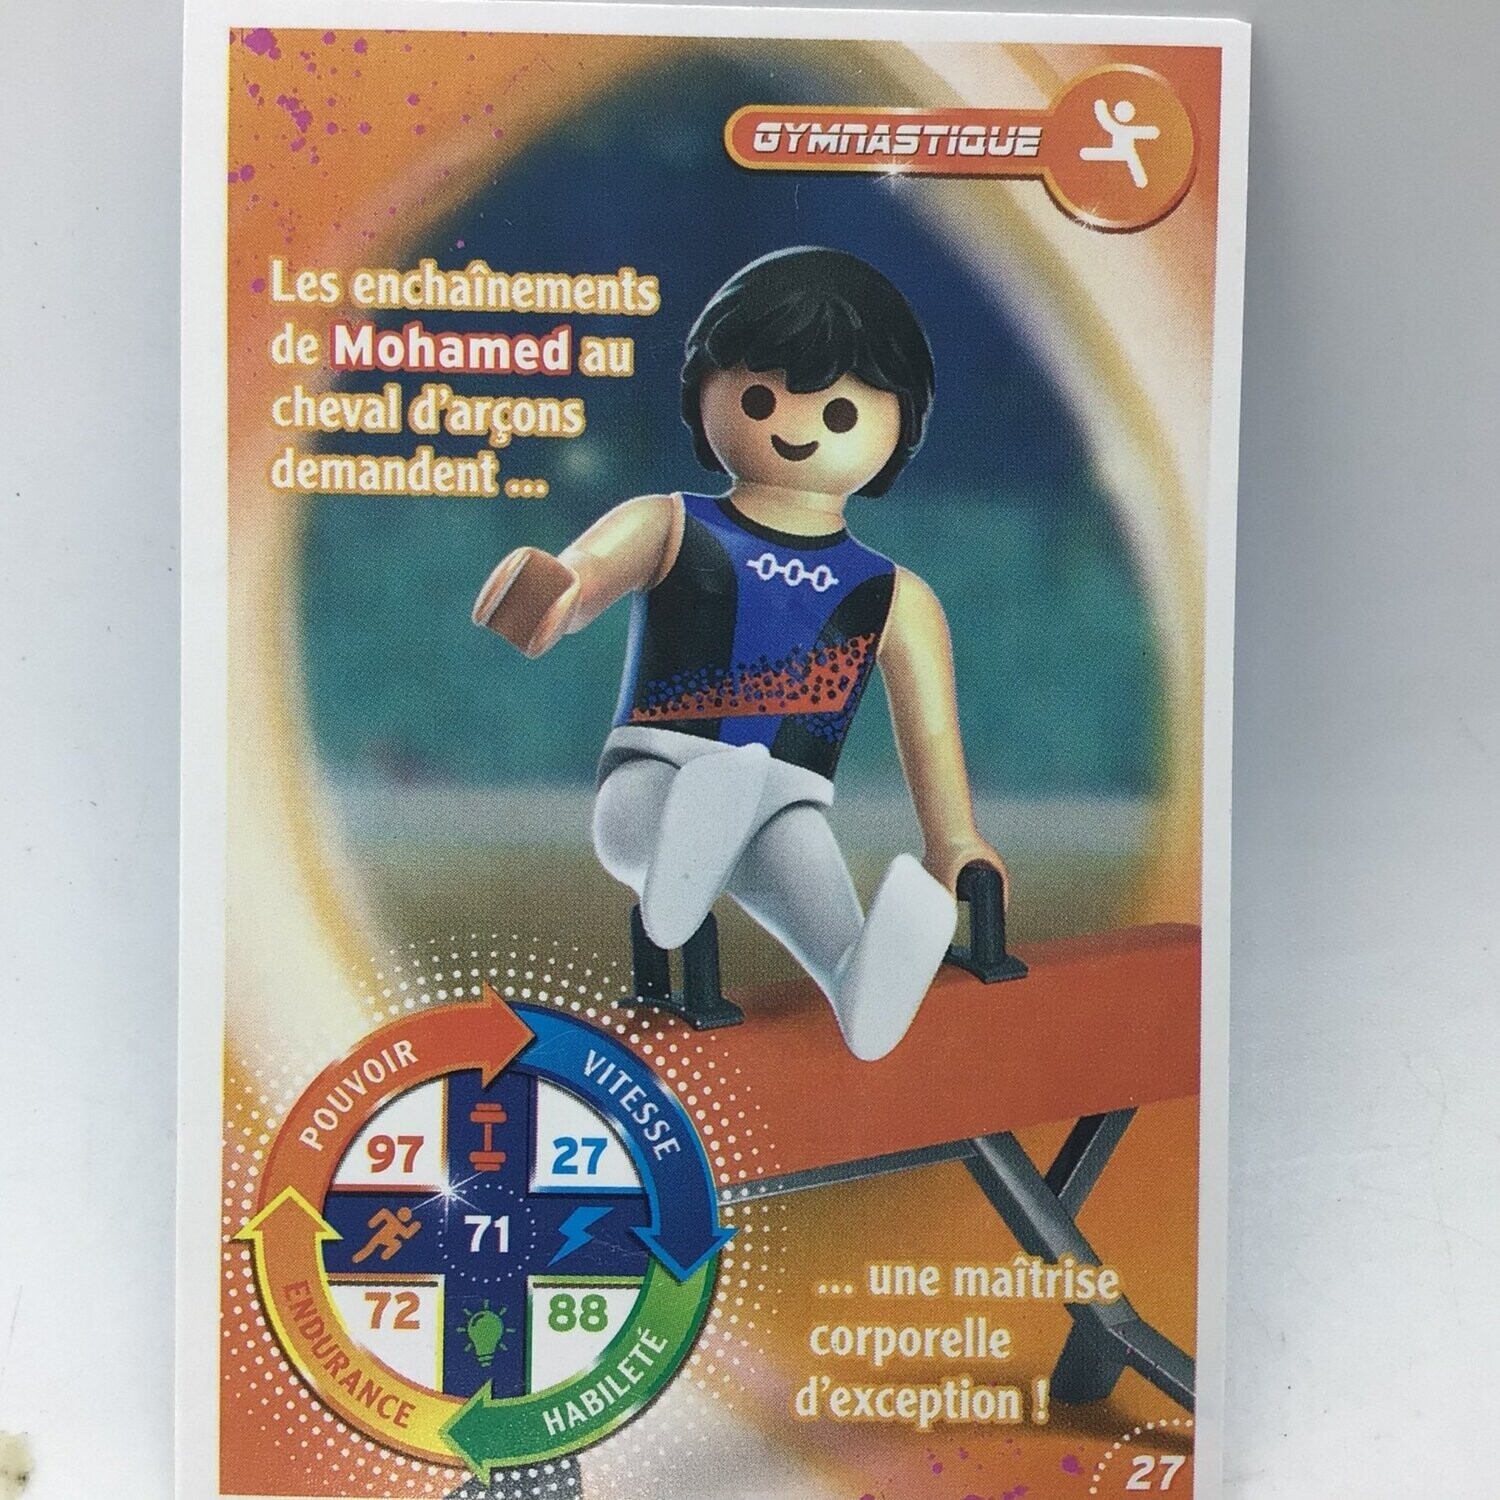 GYMNASTIQUE
Les enchaînements
de Mohamed au
cheval d'arçons
demandent ...
POUVOIR
VITESSE
97
27
71
72
88
ENDURANCE
HABILETÉ
... une maîtrise
corporelle
d'exception !
27